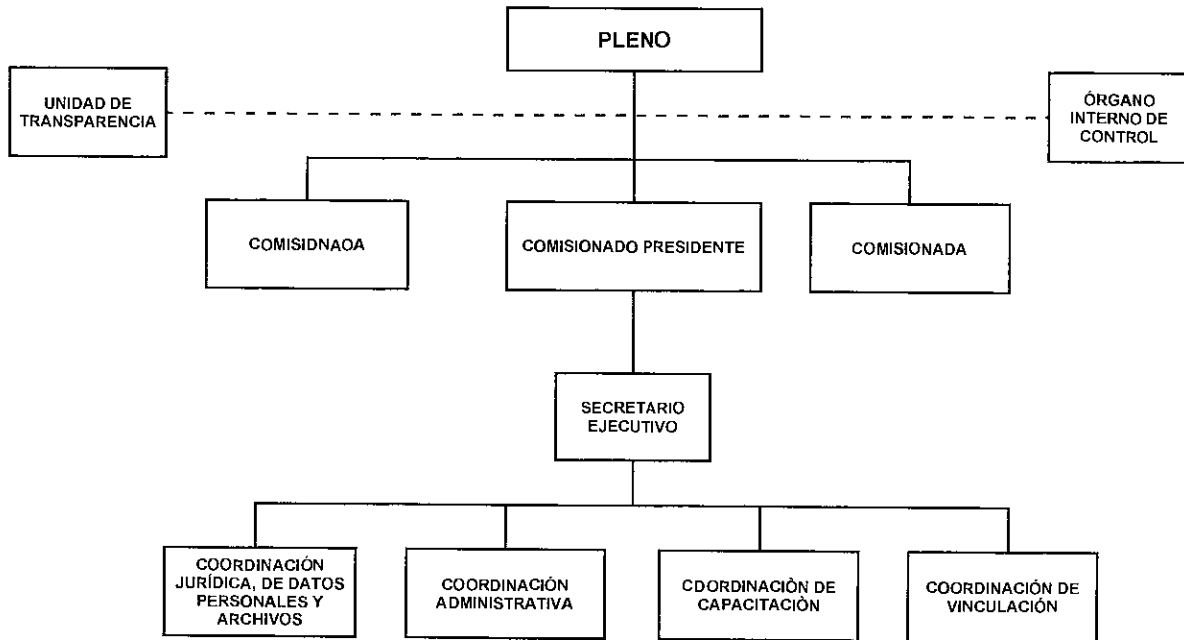 PLENO
UNIDAD DE
TRANSPARENCIA
ÓRGANO
INTERNO DE
CONTROL
COMISIDNAOA
COMISIONADO PRESIDENTE
COMISIONADA
SECRETARIO
EJECUTIVO
COORDINACIÓN
JURÍDICA, DE DATOS
PERSONALES Y
ARCHIVOS
COORDINACIÓN
ADMINISTRATIVA
CDORDINACIÒN DE
CAPACITACIÒN
COORDINACIÓN DE
VINCULACIÓN